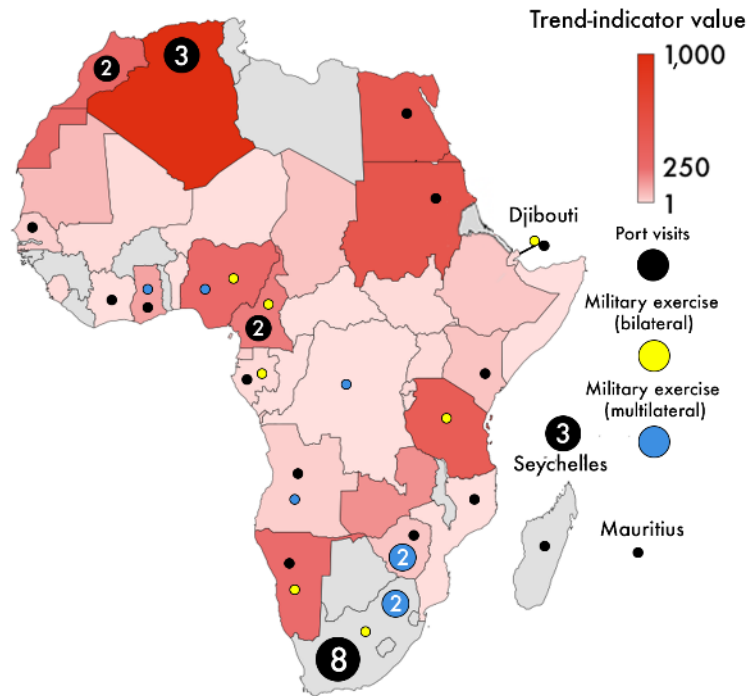 Trend-indicator value
1,000
250
1
Port visits
Military exercise
(bilateral)
Military exercise
(multilateral)
3
2
Djibouti
2
3
Seychelles
Mauritius
2
2
8